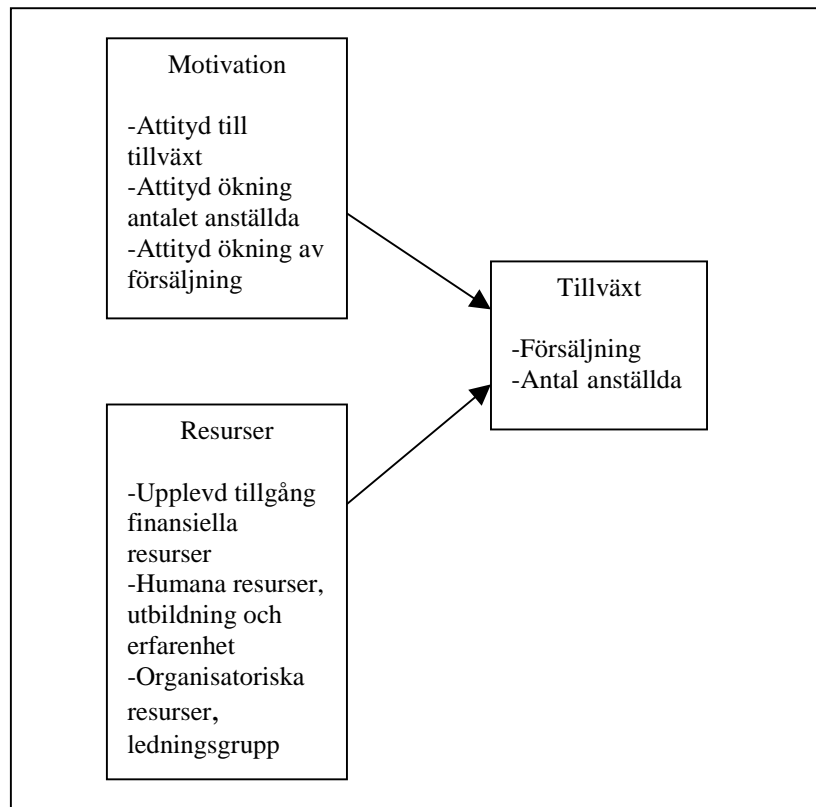 Motivation
-Attityd till
tillväxt
-Attityd ökning
antalet anställda
-Attityd ökning av
försäljning
Tillväxt
-Försäljning
-Antal anställda
Resurser
-Upplevd tillgång
finansiella
resurser
-Humana resurser,
utbildning och
erfarenhet
-Organisatoriska
resurser,
ledningsgrupp